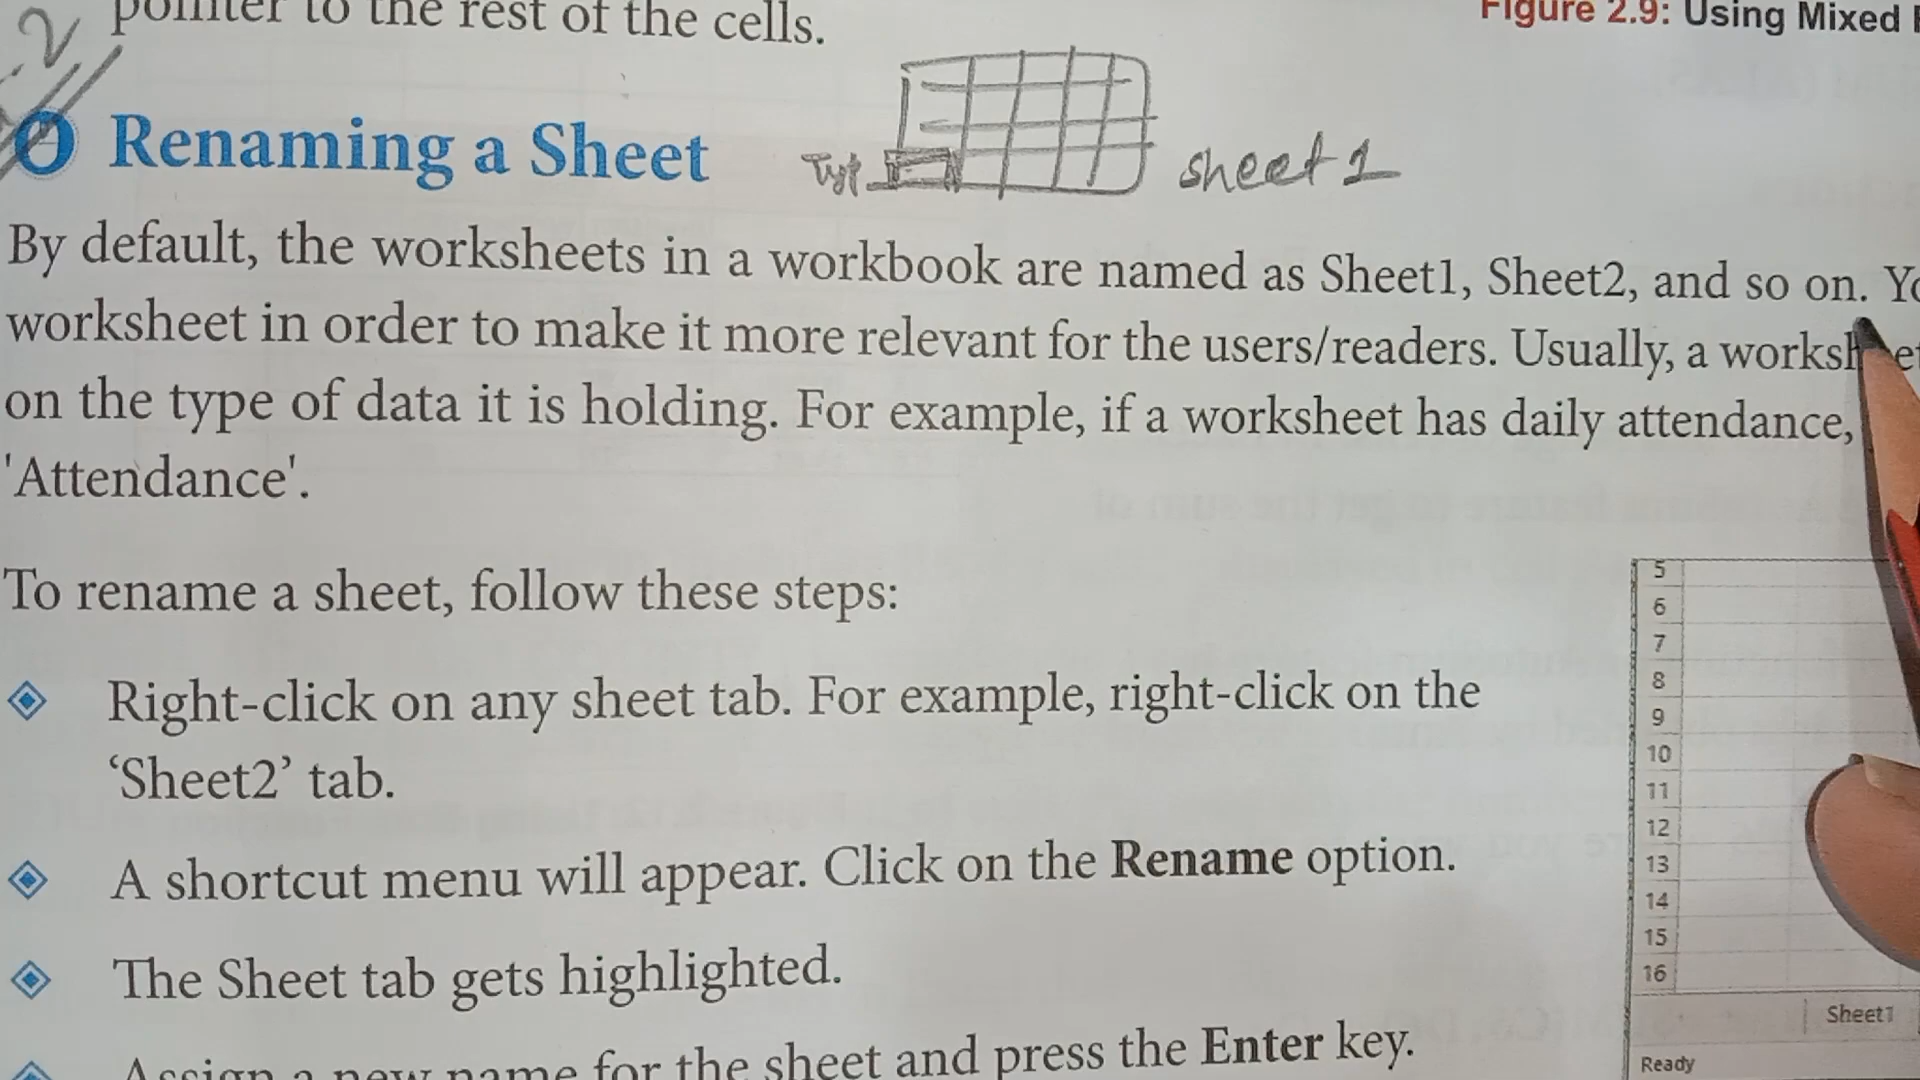 pointer to the rest of the cells.
Figure 2.9: Using Mixed
Renaming a Sheet
Typ
sheet 1
By default, the worksheets in a workbook are named as Sheet1, Sheet2, and so on.
worksheet in order to make it more relevant for the users/readers. Usually, a
on the type of data it is holding. For example, if a worksheet has daily attendance,
'Attendance'.
To rename a sheet, follow these steps:
Right-click on any sheet tab. For example, right-click on the
‘Sheet2’ tab.
A shortcut menu will appear. Click on the Rename option.
The Sheet tab gets highlighted.
Assign a new name for the sheet and press the Enter key.
5
6
7
8
9
10
11
12
13
14
15
16
Sheet1
Ready